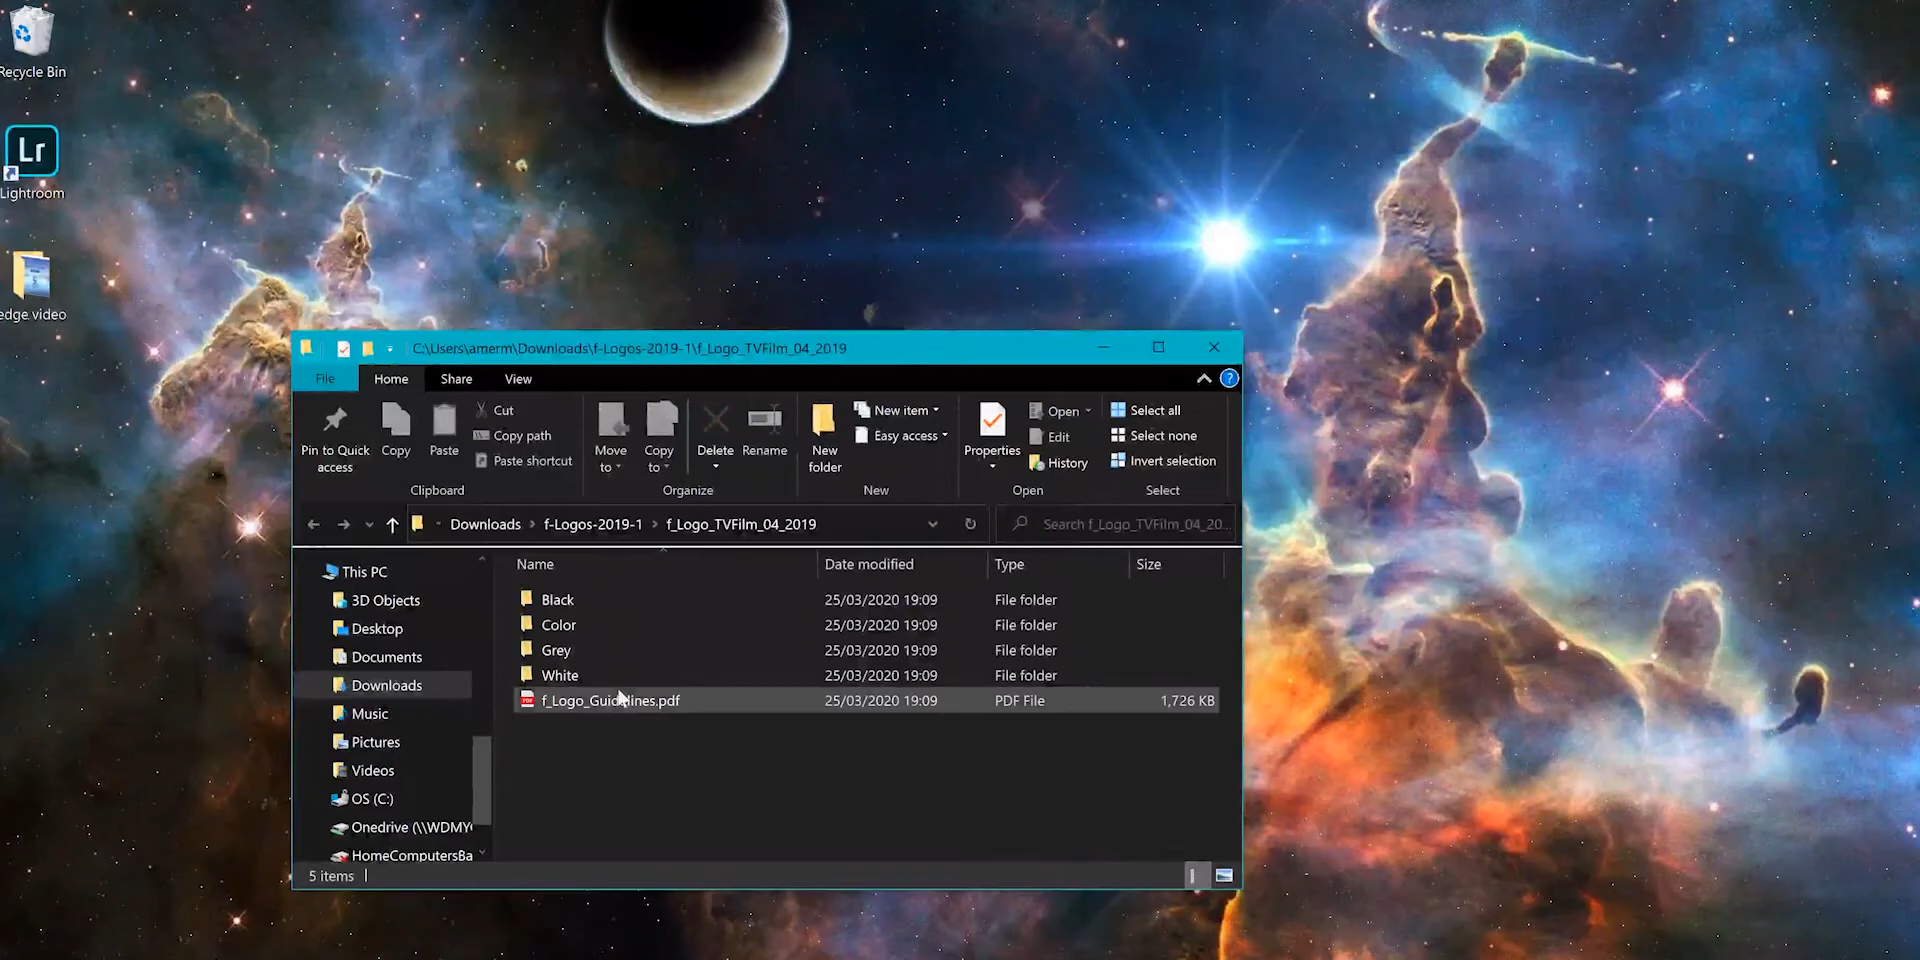 Recycle Bin
Lr
Lightroom
edge video
C:\Users\amerm\Downloads\f-Logos-2019-1\f_Logo_TVFilm_04_2019
File Home Share View
?
Pin to Quick access
Copy
Paste
Cut
Copy path
Paste shortcut
Clipboard
Move to
Copy to
Delete
Rename
Organize
New folder
New item
Easy access
New
Properties
Open
Edit
History
Open
Select all
Select none
Invert selection
Select
Downloads > f-Logos-2019-1 > f_Logo_TVFilm_04_2019
Search f_Logo_TVFilm_04_20...
This PC
3D Objects
Desktop
Documents
Downloads
Music
Pictures
Videos
OS (C:)
Onedrive (\\WDMY
HomeComputersBa
Name Date modified Type Size
Black 25/03/2020 19:09 File folder
Color 25/03/2020 19:09 File folder
Grey 25/03/2020 19:09 File folder
White 25/03/2020 19:09 File folder
f_Logo_Guidelines.pdf 25/03/2020 19:09 PDF File 1,726 KB
5 items